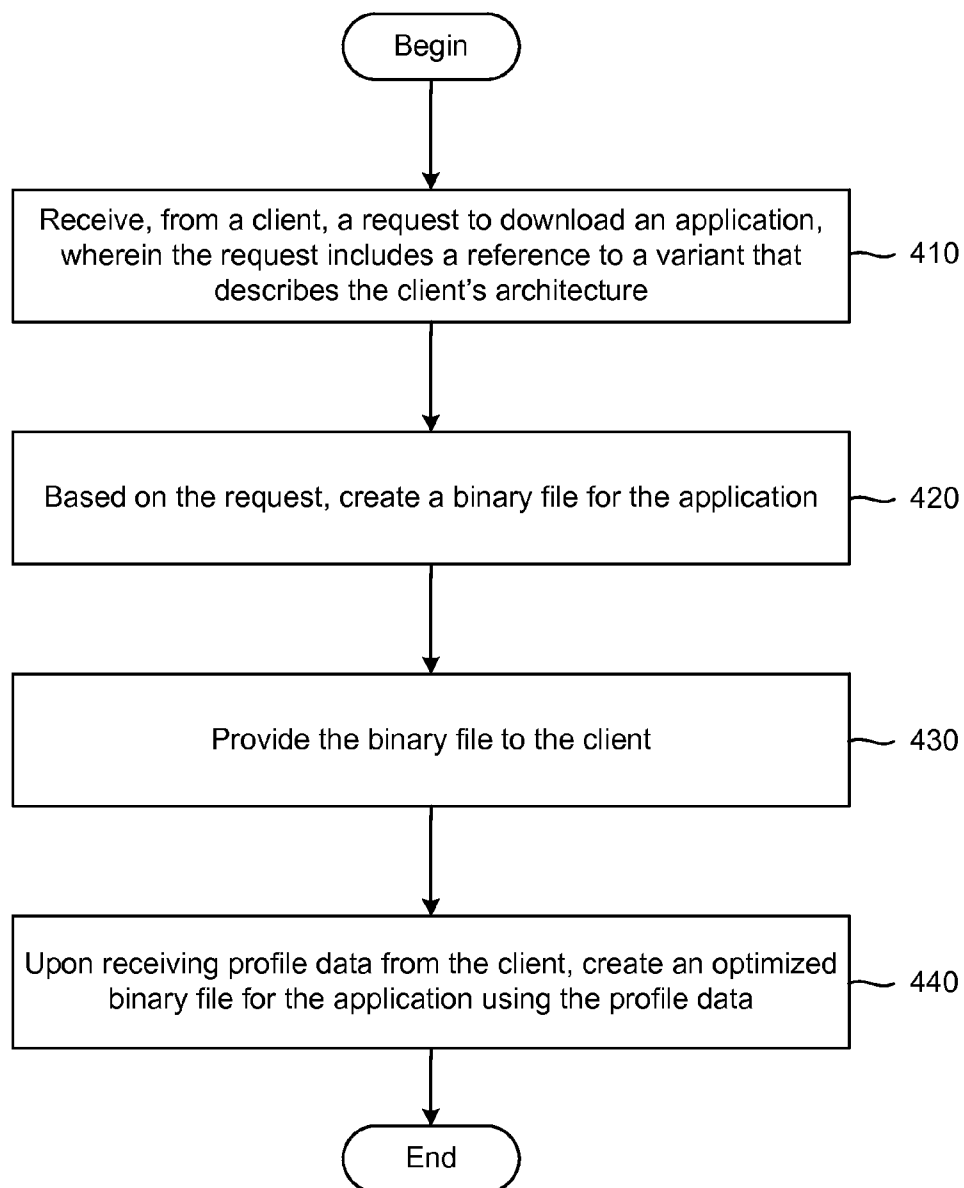 Begin
Receive, from a client, a request to download an application,
wherein the request includes a reference to a variant that
describes the client's architecture
410
Based on the request, create a binary file for the application
420
Provide the binary file to the client
430
Upon receiving profile data from the client, create an optimized
binary file for the application using the profile data
440
End